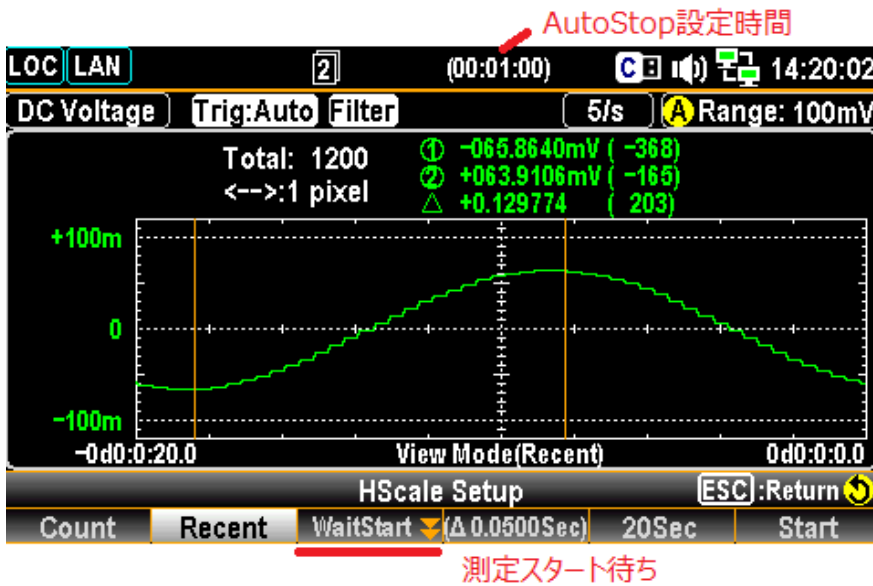 AutoStop設定時間
LOC LAN 2 (00:01:00) C 14:20:02
DC Voltage Trig:Auto Filter 5/s A Range: 100mV
Total: 1200 ① -065.8640mV ( -368)
<-->:1 pixel ② +063.9106mV ( -165)
△ +0.129774 ( 203)
+100m
0
-100m
-0d0:0:20.0 View Mode(Recent) 0d0:0:0.0
HScale Setup ESC:Return
Count Recent WaitStart (Δ0.0500Sec) 20Sec Start
測定スタート待ち